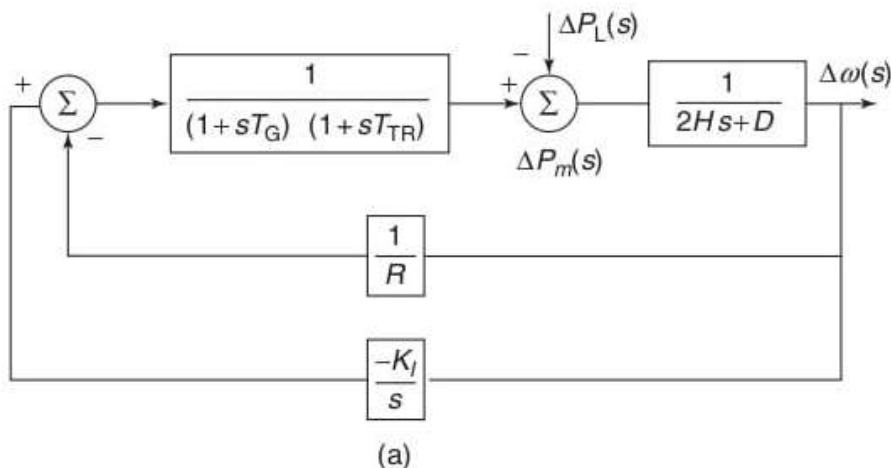 − ΔP_L(s)
+ Σ −
1 / (1+sT_G) (1+sT_TR)
+ Σ
ΔP_m(s)
1 / 2Hs+D
Δω(s)
1 / R
−K_I / s
(a)